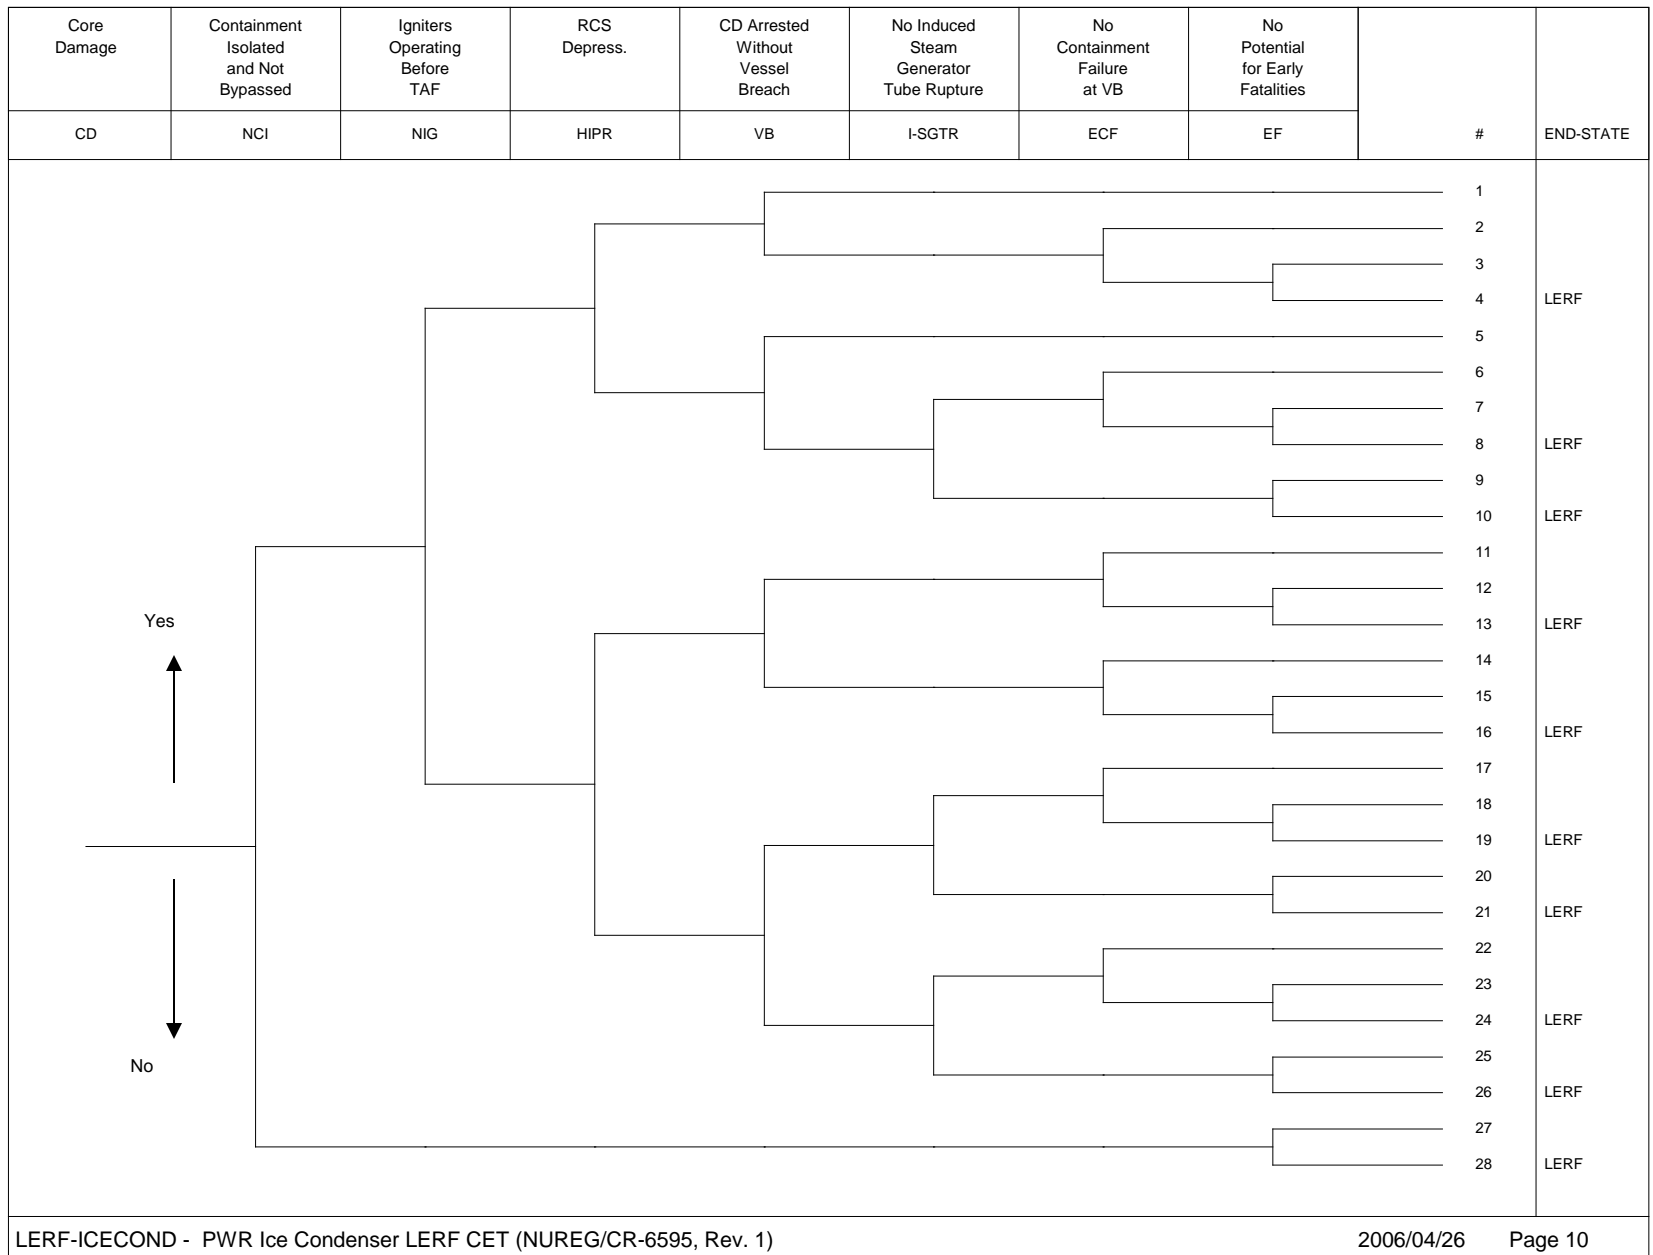 Core
Damage
Containment
Isolated
and Not
Bypassed
Igniters
Operating
Before
TAF
RCS
Depress.
CD Arrested
Without
Vessel
Breach
No Induced
Steam
Generator
Tube Rupture
No
Containment
Failure
at VB
No
Potential
for Early
Fatalities
CD NCI NIG HIPR VB I-SGTR ECF EF # END-STATE
1
2
3
4 LERF
5
6
7
8 LERF
9
10 LERF
11
12
Yes
13 LERF
14
15
16 LERF
17
18
19 LERF
20
21 LERF
22
23
24 LERF
25
No
26 LERF
27
28 LERF
LERF-ICECOND - PWR Ice Condenser LERF CET (NUREG/CR-6595, Rev. 1) 2006/04/26 Page 10